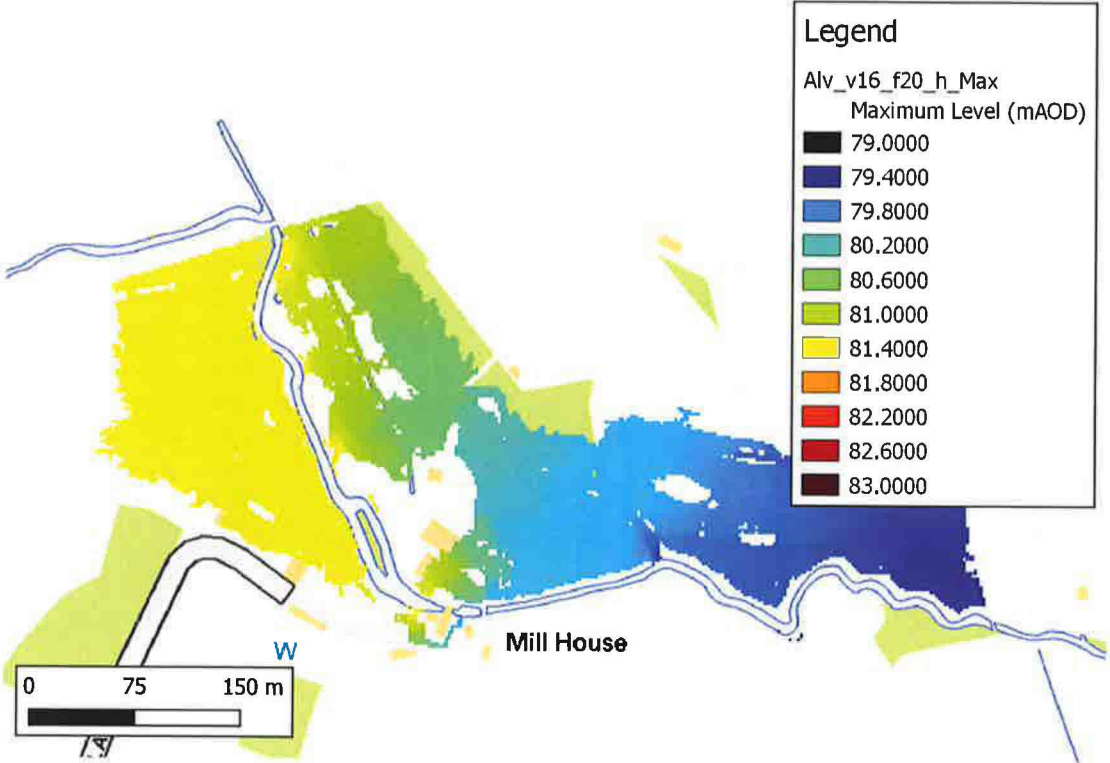 Legend
Alv_v16_f20_h_Max
Maximum Level (mAOD)
79.0000
79.4000
79.8000
80.2000
80.6000
81.0000
81.4000
81.8000
82.2000
82.6000
83.0000
Mill House
W
0 75 150 m